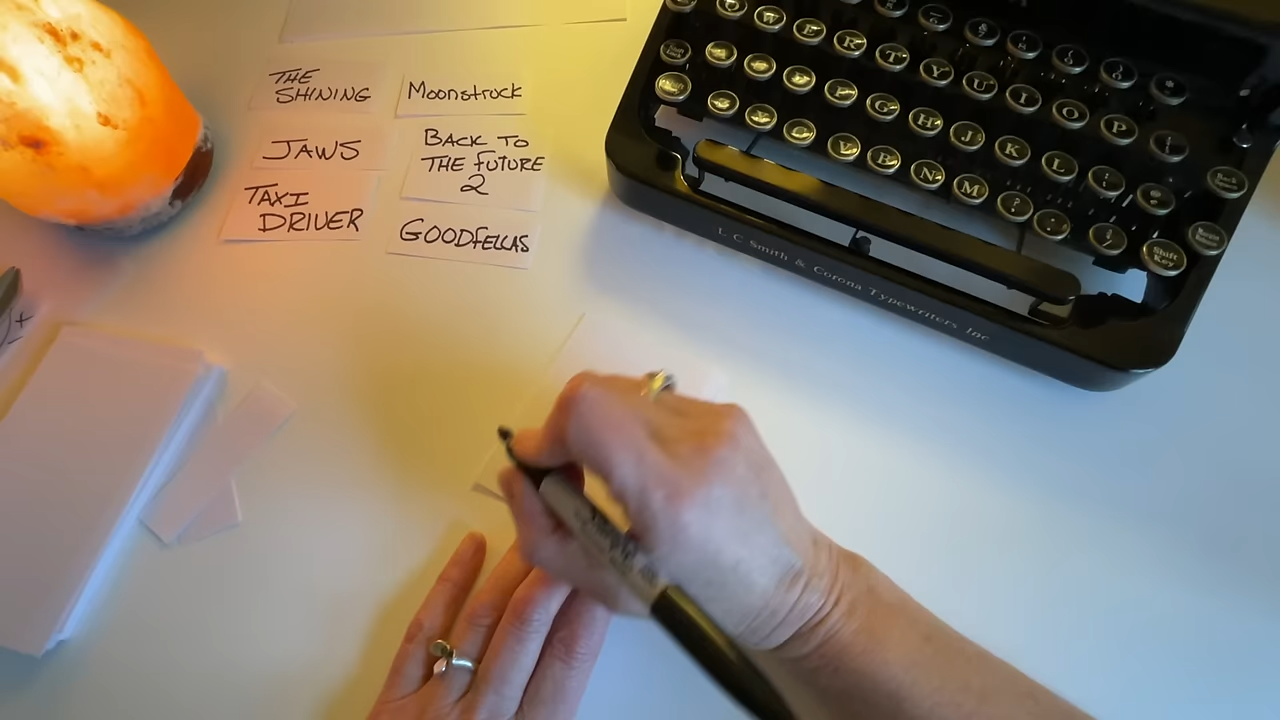 THE
SHINING
Moonstruck
JAWS
BACK TO
THE FUTURE
2
TAXI
DRIVER
GOODFELLAS
W E R T Y U I O P
F G H J K L
V B N M
Shift Key
L C Smith & Corona Typewriters Inc